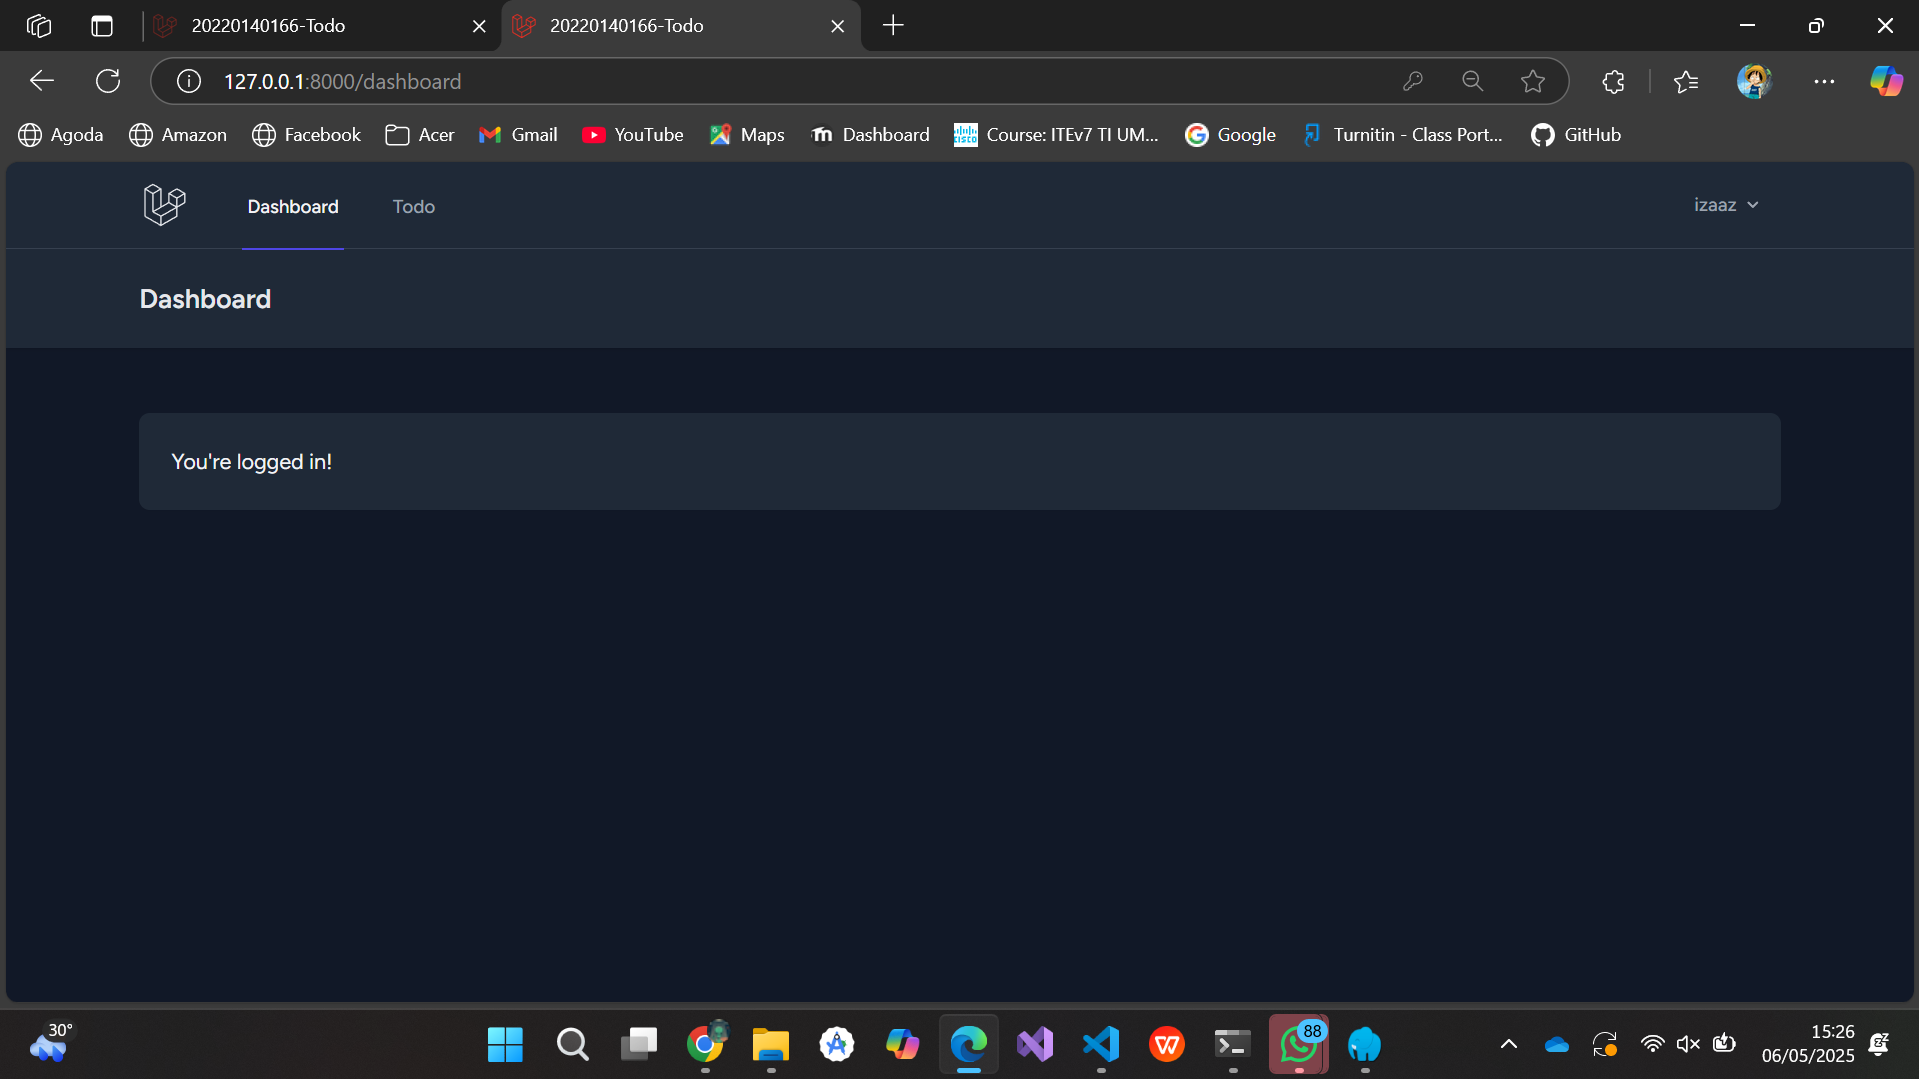 20220140166-Todo
20220140166-Todo
127.0.0.1:8000/dashboard
Agoda Amazon Facebook Acer Gmail YouTube Maps Dashboard Course: ITEv7 TI UM... Google Turnitin - Class Port... GitHub
Dashboard Todo izaaz
Dashboard
You're logged in!
30°
88
15:26
06/05/2025